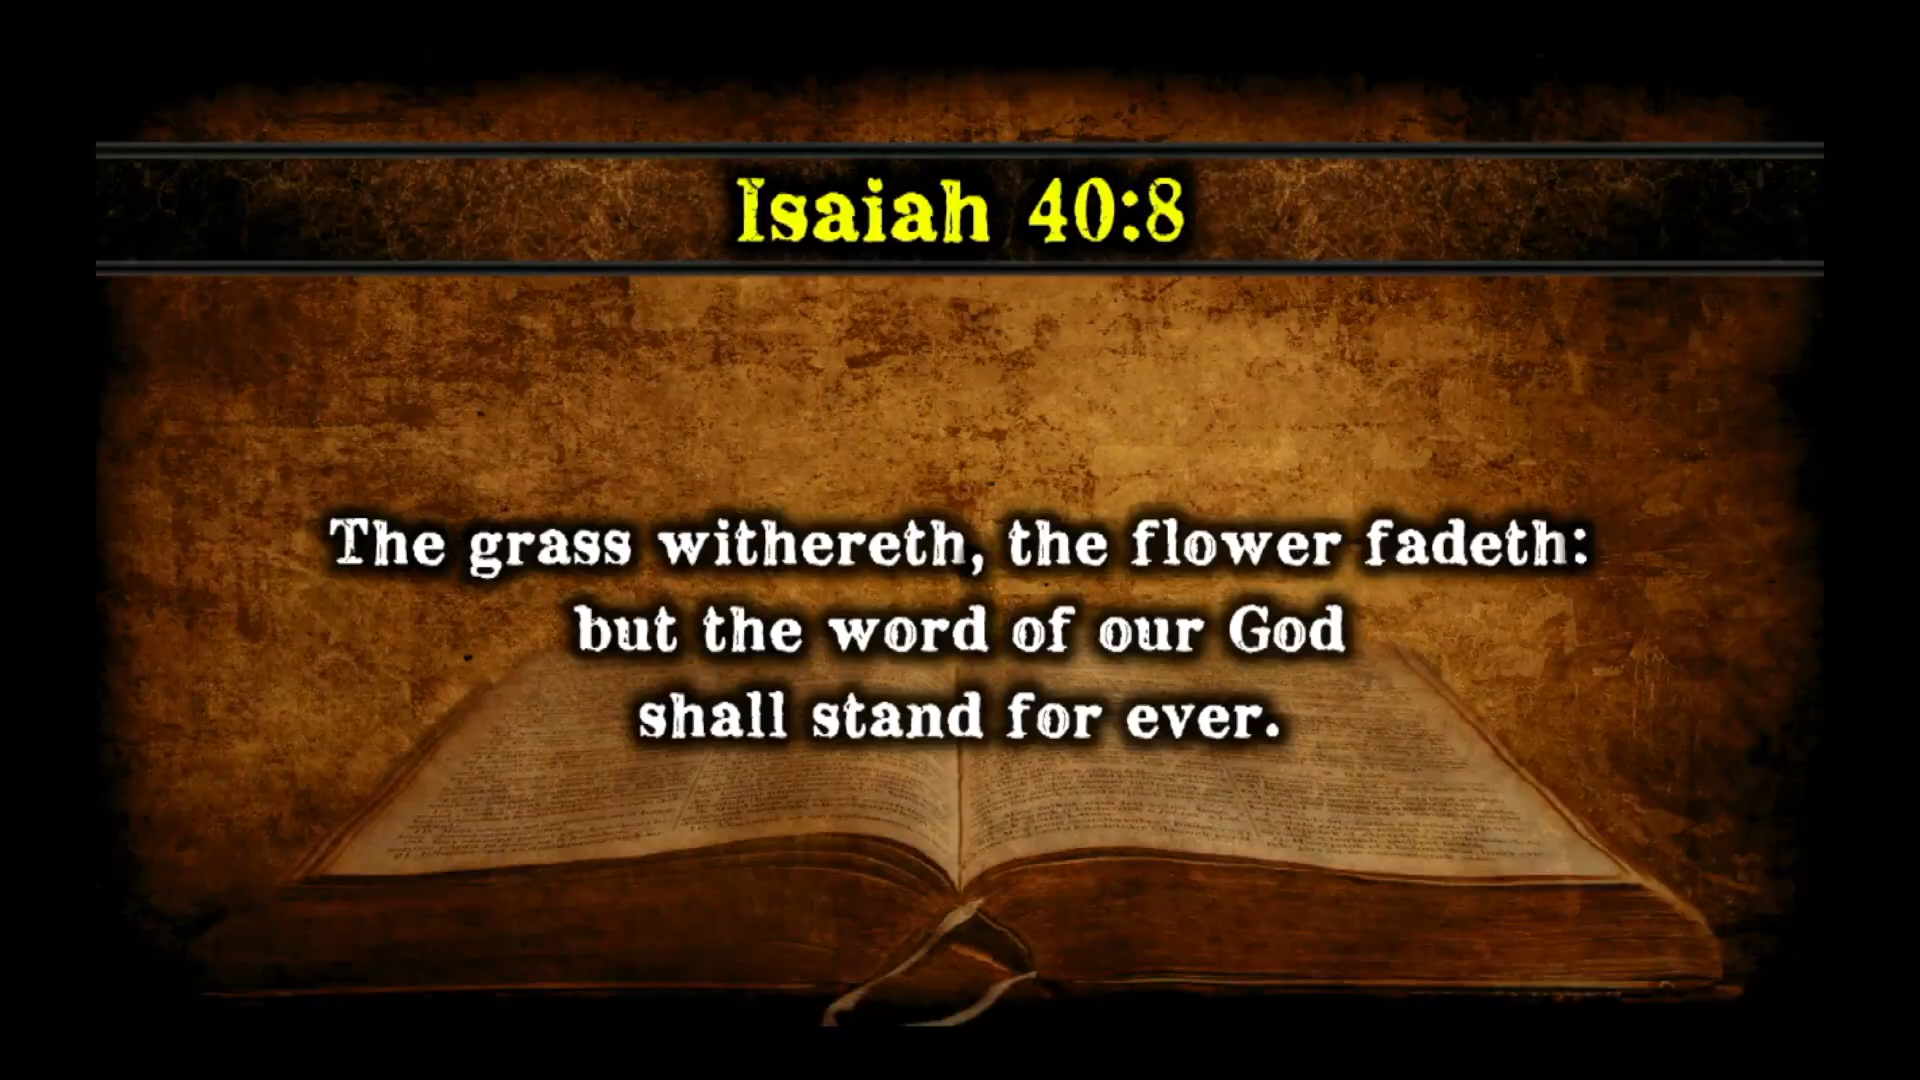 Isaiah 40:8
The grass withereth, the flower fadeth:
but the word of our God
shall stand for ever.